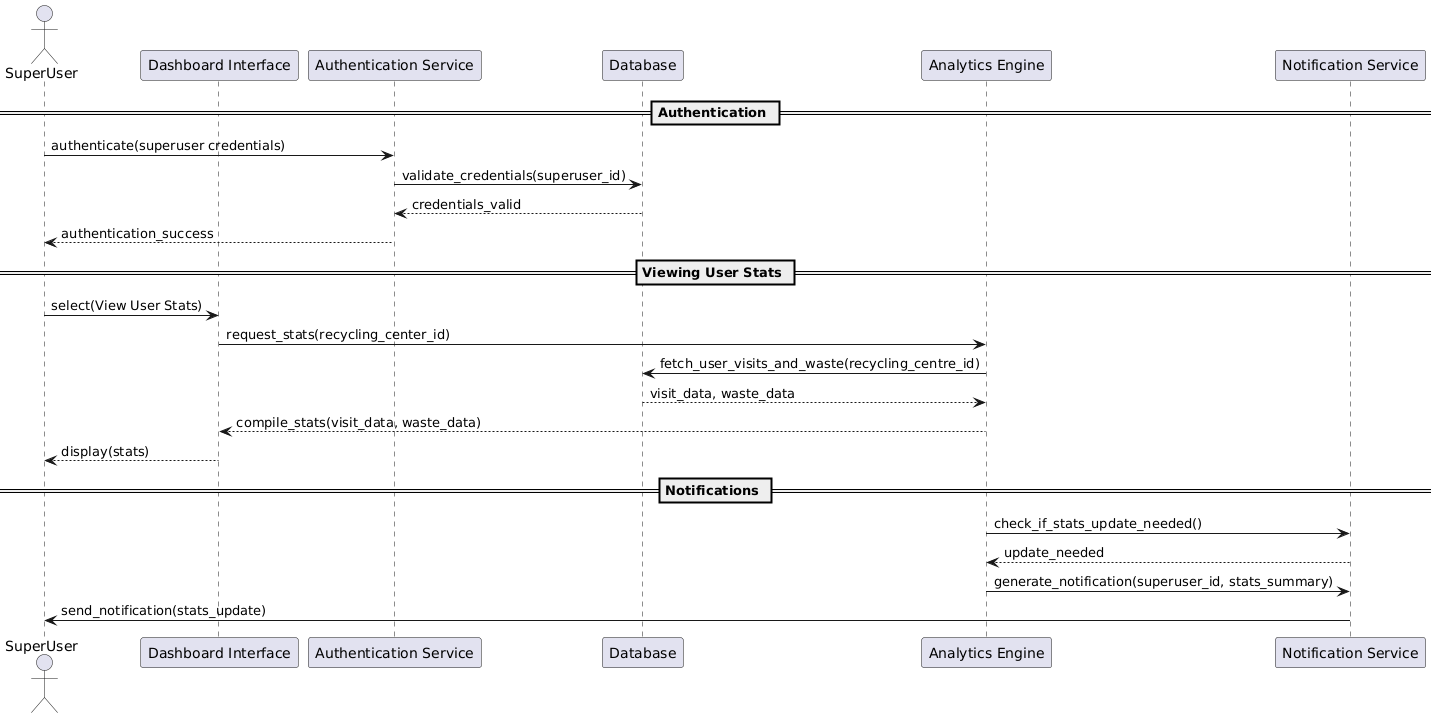 SuperUser
Dashboard Interface
Authentication Service
Database
Analytics Engine
Notification Service
Authentication
authenticate(superuser credentials)
validate_credentials(superuser_id)
credentials_valid
authentication_success
Viewing User Stats
select(View User Stats)
request_stats(recycling_center_id)
fetch_user_visits_and_waste(recycling_centre_id)
visit_data, waste_data
compile_stats(visit_data, waste_data)
display(stats)
Notifications
check_if_stats_update_needed()
update_needed
generate_notification(superuser_id, stats_summary)
send_notification(stats_update)
SuperUser
Dashboard Interface
Authentication Service
Database
Analytics Engine
Notification Service